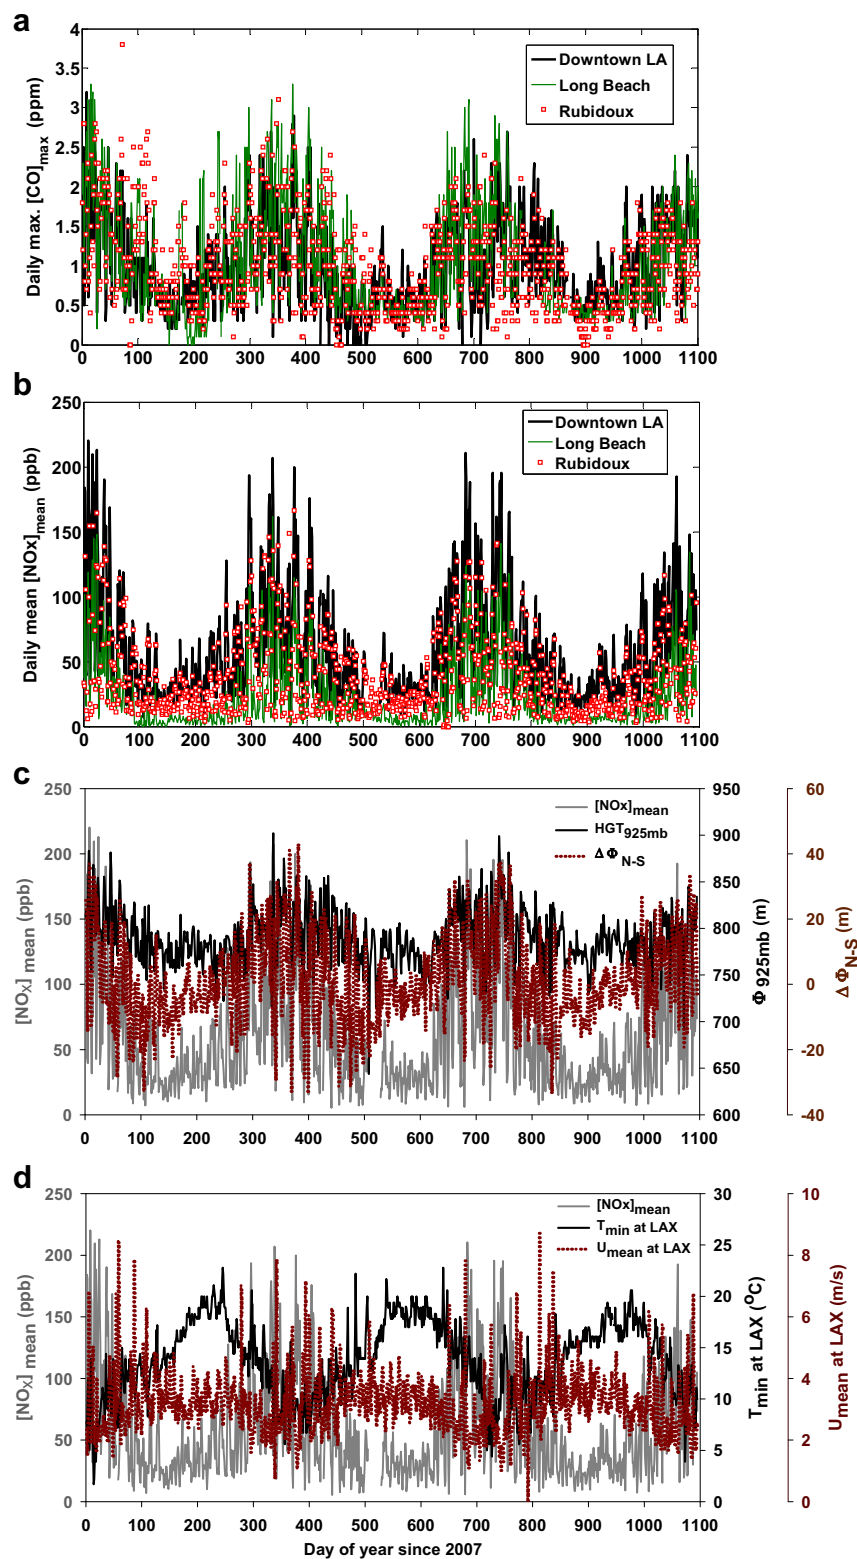 a
Daily max. [CO]max (ppm)
4
3.5
3
2.5
2
1.5
1
0.5
0
Downtown LA
Long Beach
Rubidoux
0 100 200 300 400 500 600 700 800 900 1000 1100
b
Daily mean [NOx]mean (ppb)
250
200
150
100
50
0
Downtown LA
Long Beach
Rubidoux
0 100 200 300 400 500 600 700 800 900 1000 1100
c
[NOx] mean (ppb)
250
200
150
100
50
0
[NOx]mean
HGT925mb
Δ Φ N-S
950
900
850
800
750
700
650
600
Φ 925mb (m)
60
40
20
0
-20
-40
Δ ΦN-S (m)
0 100 200 300 400 500 600 700 800 900 1000 1100
d
[NOx] mean (ppb)
250
200
150
100
50
0
[NOx]mean
Tmin at LAX
Umean at LAX
30
25
20
15
10
5
0
Tmin at LAX (°C)
10
8
6
4
2
0
Umean at LAX (m/s)
0 100 200 300 400 500 600 700 800 900 1000 1100
Day of year since 2007